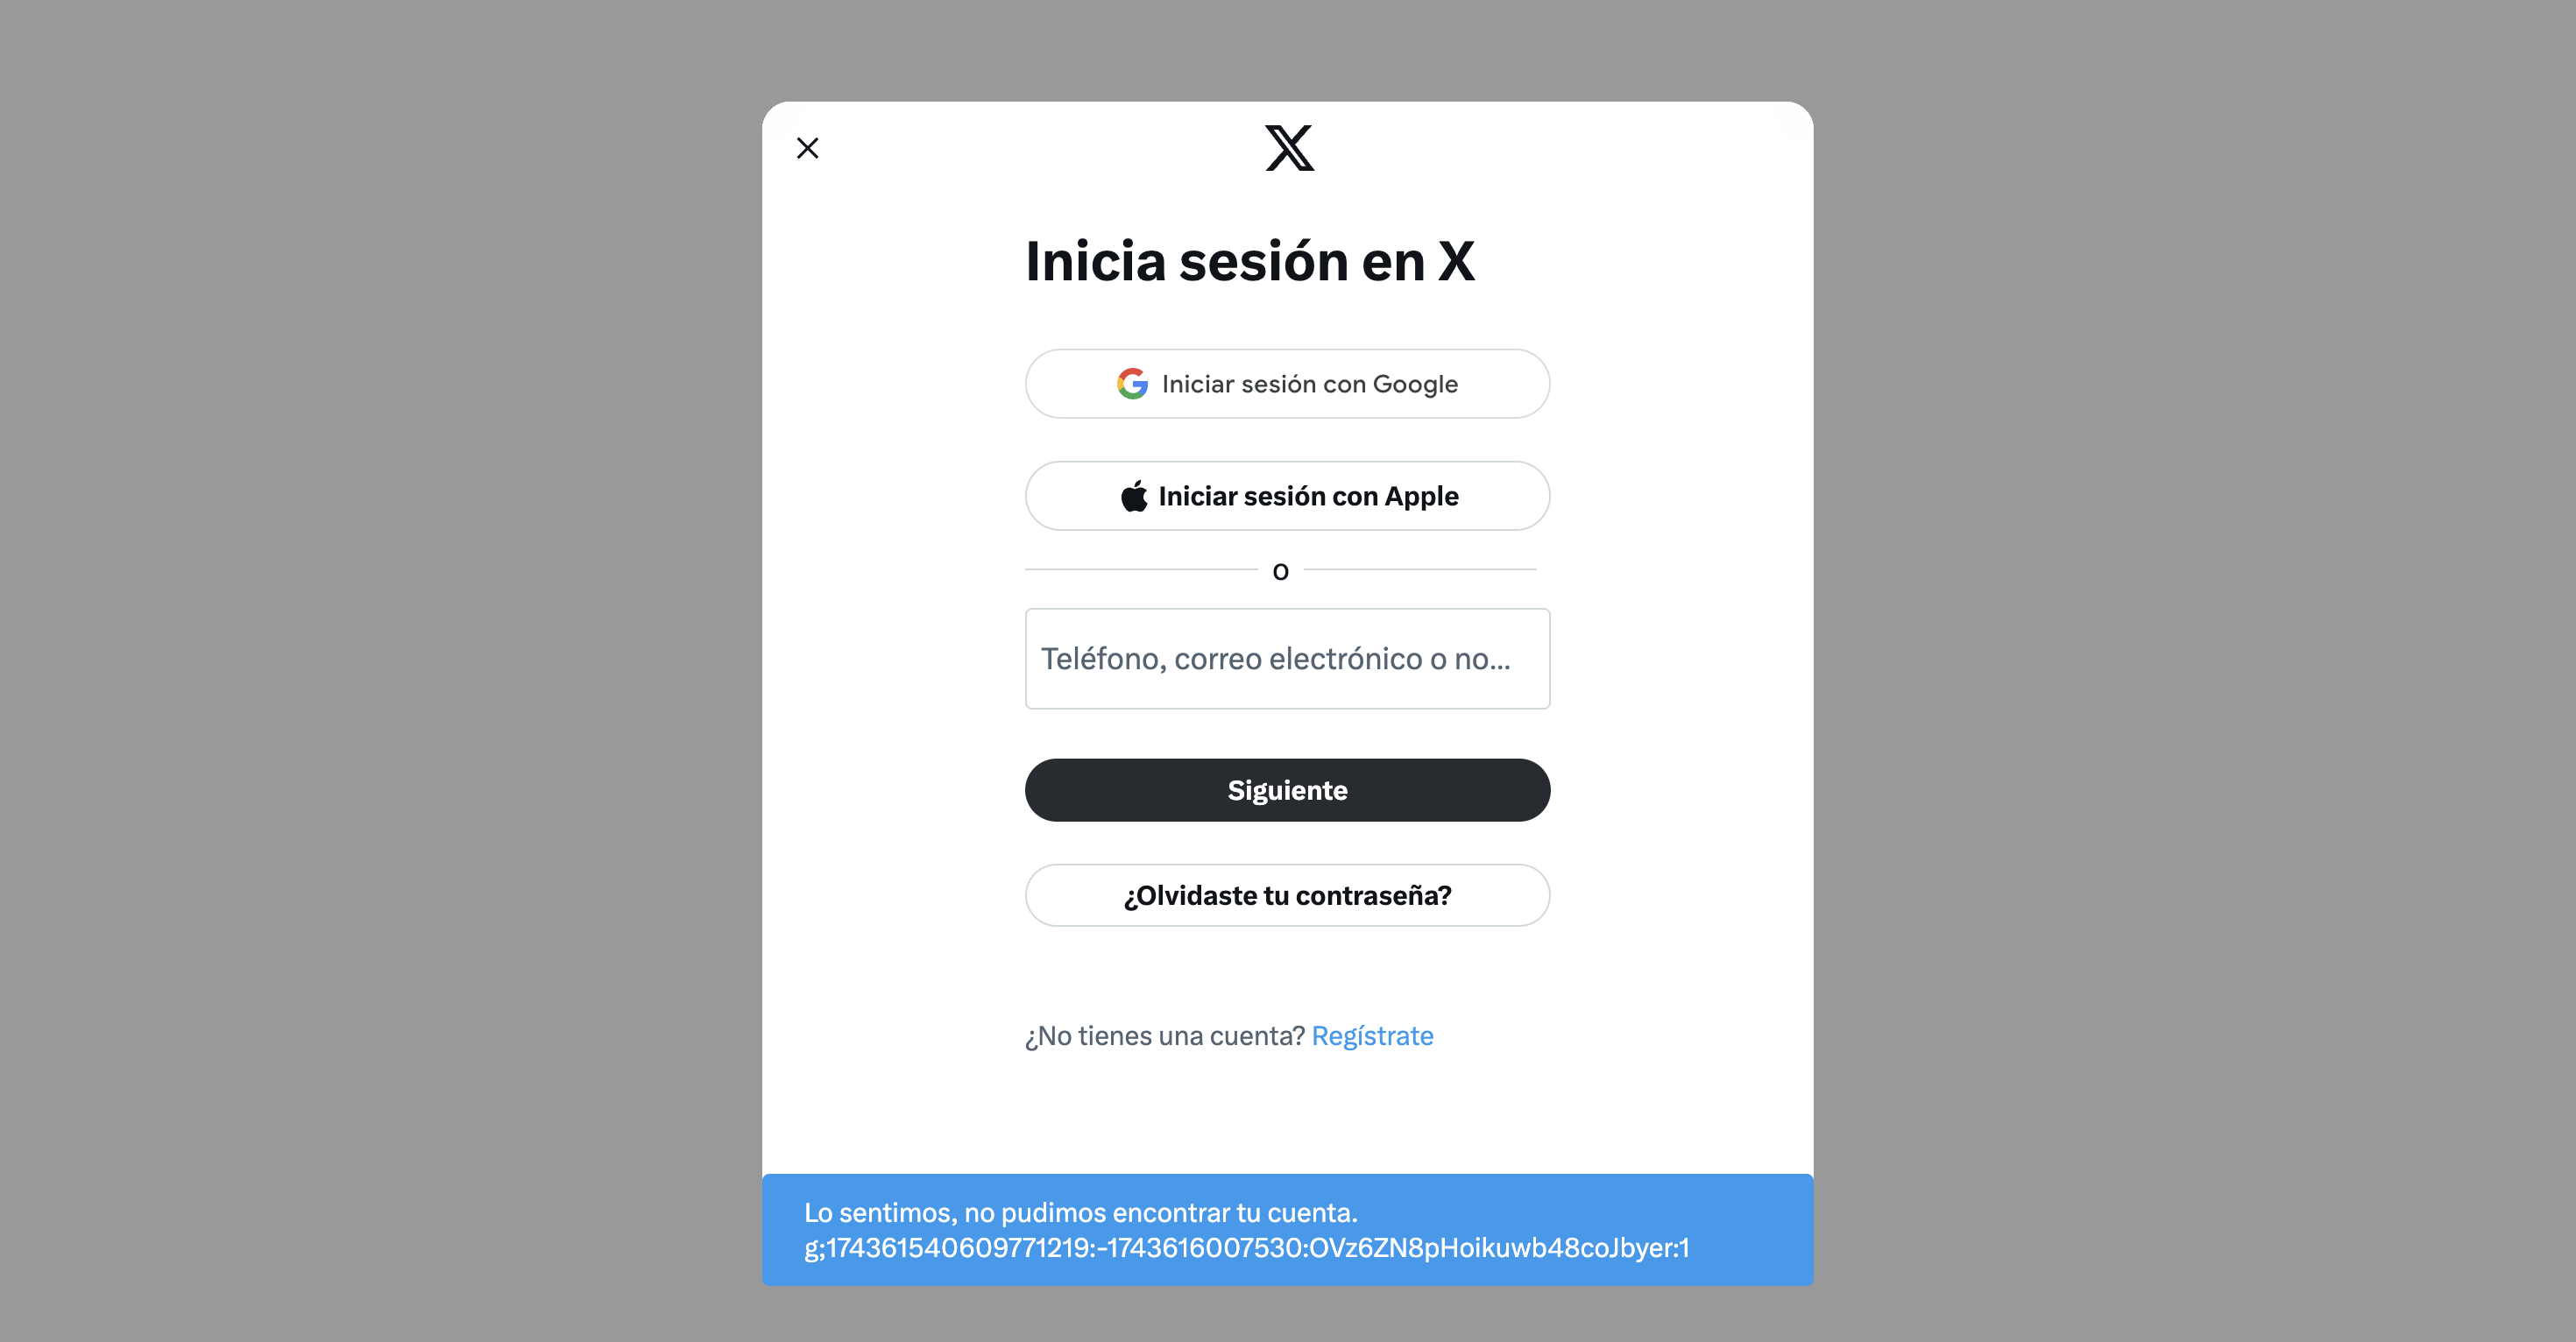 Inicia sesión en X
Iniciar sesión con Google
Iniciar sesión con Apple
o
Teléfono, correo electrónico o no...
Siguiente
¿Olvidaste tu contraseña?
¿No tienes una cuenta? Regístrate
Lo sentimos, no pudimos encontrar tu cuenta.
g;174361540609771219:-1743616007530:OVz6ZN8pHoikuwb48coJbyer:1